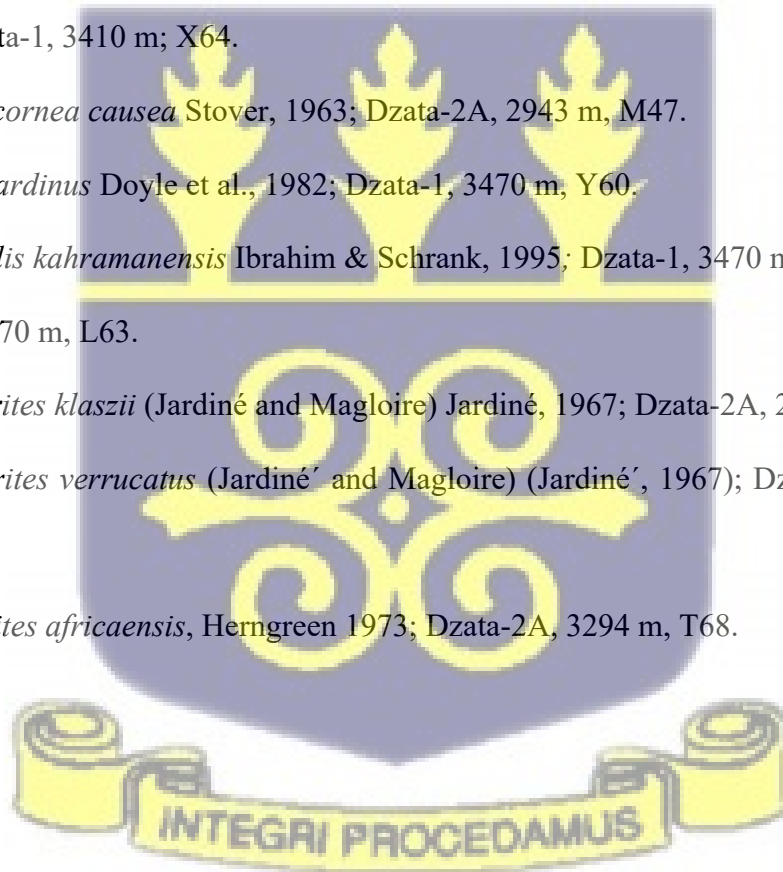 ta-1, 3410 m; X64.
cornea causea Stover, 1963; Dzata-2A, 2943 m, M47.
ardinus Doyle et al., 1982; Dzata-1, 3470 m, Y60.
lis kahramanensis Ibrahim & Schrank, 1995; Dzata-1, 3470 m
70 m, L63.
rites klaszii (Jardiné and Magloire) Jardiné, 1967; Dzata-2A, 2
rites verrucatus (Jardiné´ and Magloire) (Jardiné´, 1967); Dz
ites africaensis, Herngreen 1973; Dzata-2A, 3294 m, T68.
INTEGRI PROCEDAMUS